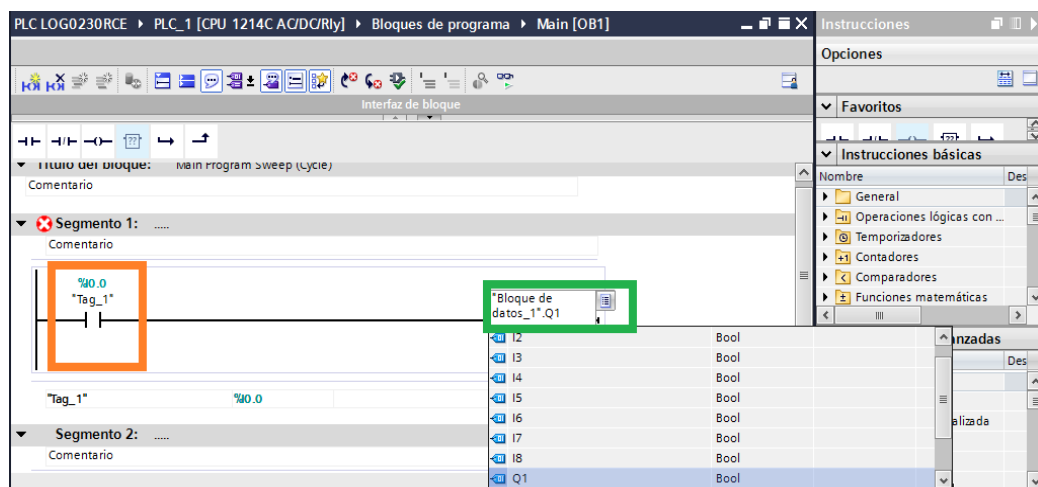 PLC LOG0230RCE ▸ PLC_1 [CPU 1214C AC/DC/Rly] ▸ Bloques de programa ▸ Main [OB1]
Instrucciones
Opciones
Interfaz de bloque
Favoritos
Título del bloque: Main Program Sweep (Cycle)
Comentario
Instrucciones básicas
Nombre Des
General
Operaciones lógicas con ...
Temporizadores
Contadores
Comparadores
Funciones matemáticas
Segmento 1: .....
Comentario
%I0.0
"Tag_1"
"Bloque de
datos_1".Q1
I2 Bool
I3 Bool
I4 Bool
I5 Bool
I6 Bool
I7 Bool
I8 Bool
Q1 Bool
anzadas
Des
alizada
"Tag_1" %I0.0
Segmento 2: .....
Comentario